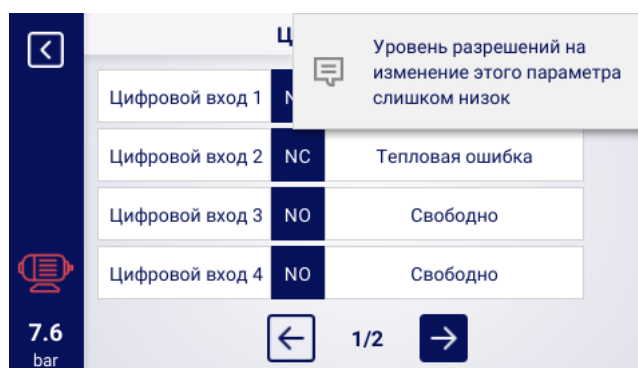 Уровень разрешений на
изменение этого параметра
слишком низок
Цифровой вход 1
Цифровой вход 2 NC Тепловая ошибка
Цифровой вход 3 NO Свободно
Цифровой вход 4 NO Свободно
7.6
bar
1/2